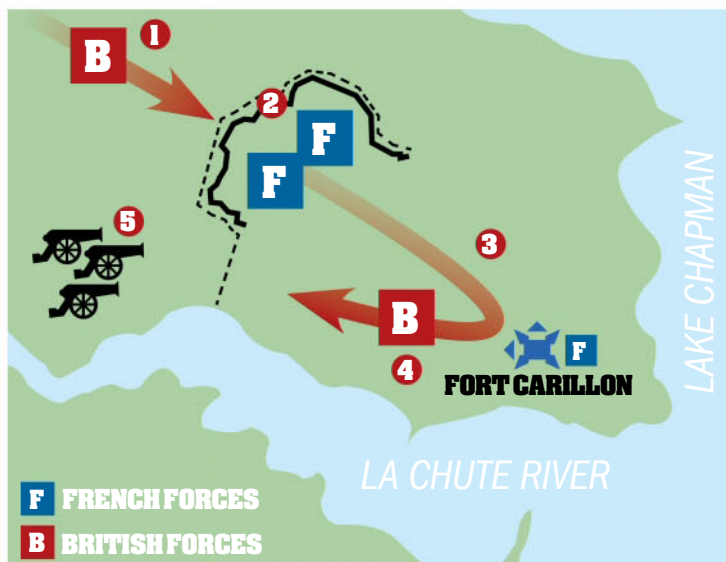 1
B
2
F
F
5
3
B
F
4
FORT CARILLON
LAKE CHAPMAN
LA CHUTE RIVER
F FRENCH FORCES
B BRITISH FORCES